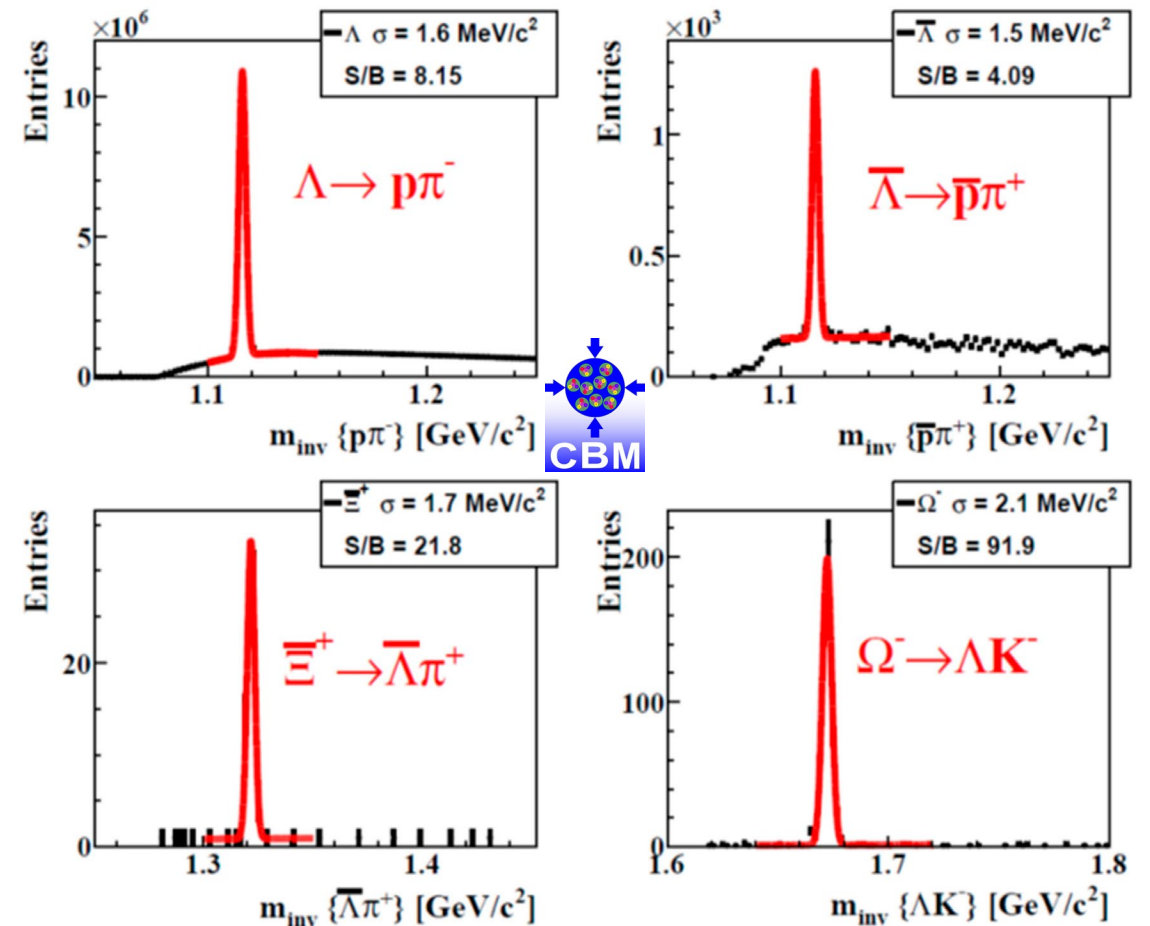 ×10⁶
Λ σ = 1.6 MeV/c²
S/B = 8.15
Entries
10
5
0
Λ→ pπ⁻
1.1
1.2
m_inv {pπ⁻} [GeV/c²]
×10³
Λ̅ σ = 1.5 MeV/c²
S/B = 4.09
Entries
1
0.5
0
Λ̅→p̅π⁺
1.1
1.2
m_inv {p̅π⁺} [GeV/c²]
CBM
Ξ̅⁺ σ = 1.7 MeV/c²
S/B = 21.8
Entries
20
0
Ξ̅⁺→Λ̅π⁺
1.3
1.4
m_inv {Λ̅π⁺} [GeV/c²]
Ω⁻ σ = 2.1 MeV/c²
S/B = 91.9
Entries
200
100
0
Ω⁻→ΛK⁻
1.6
1.7
1.8
m_inv {ΛK⁻} [GeV/c²]